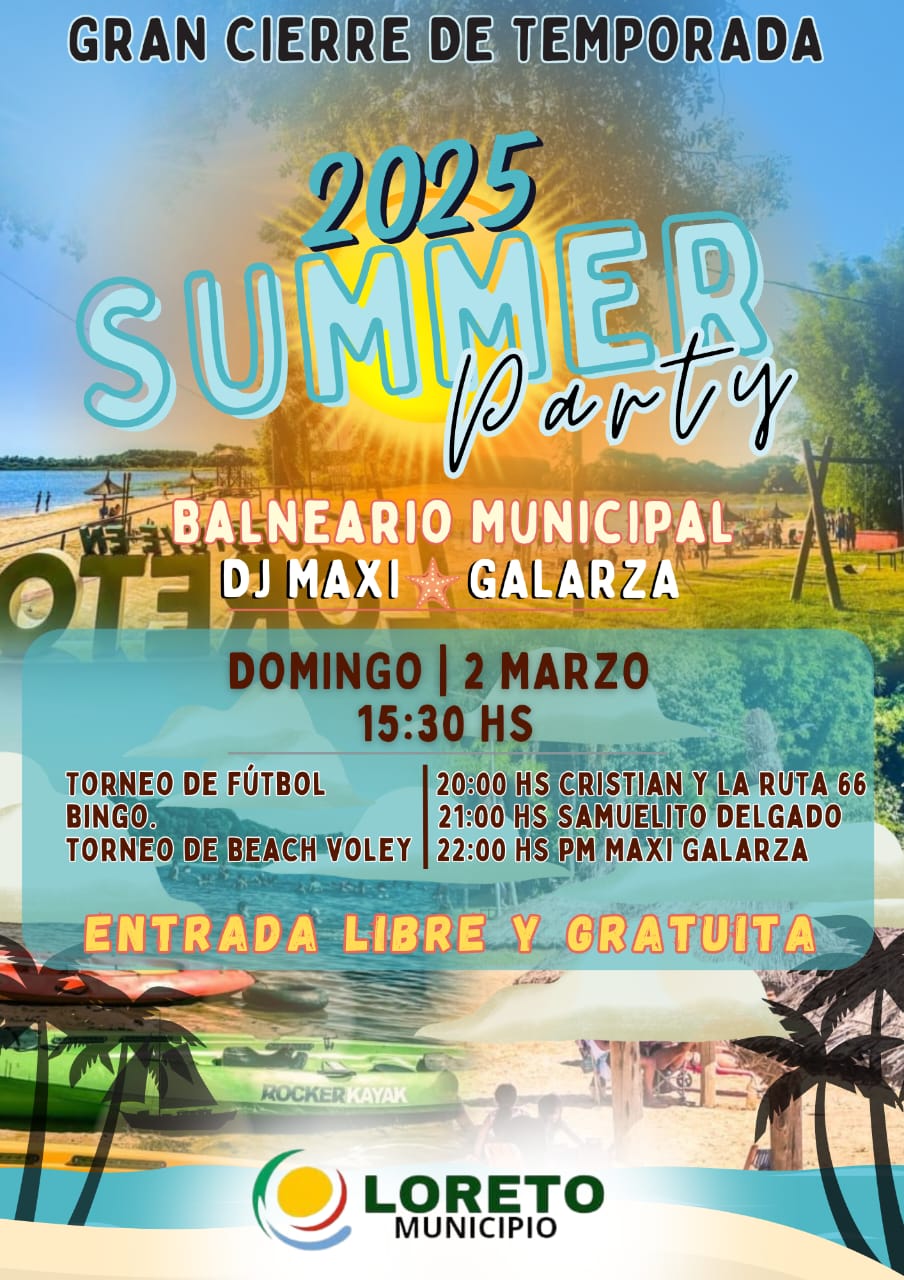 GRAN CIERRE DE TEMPORADA
2025
SUMMER
Party
BALNEARIO MUNICIPAL
DJ MAXI GALARZA
LORETO
DOMINGO | 2 MARZO
15:30 HS
TORNEO DE FÚTBOL
BINGO.
TORNEO DE BEACH VOLEY
20:00 HS CRISTIAN Y LA RUTA 66
21:00 HS SAMUELITO DELGADO
22:00 HS PM MAXI GALARZA
ENTRADA LIBRE Y GRATUITA
ROCKER KAYAK
LORETO
MUNICIPIO